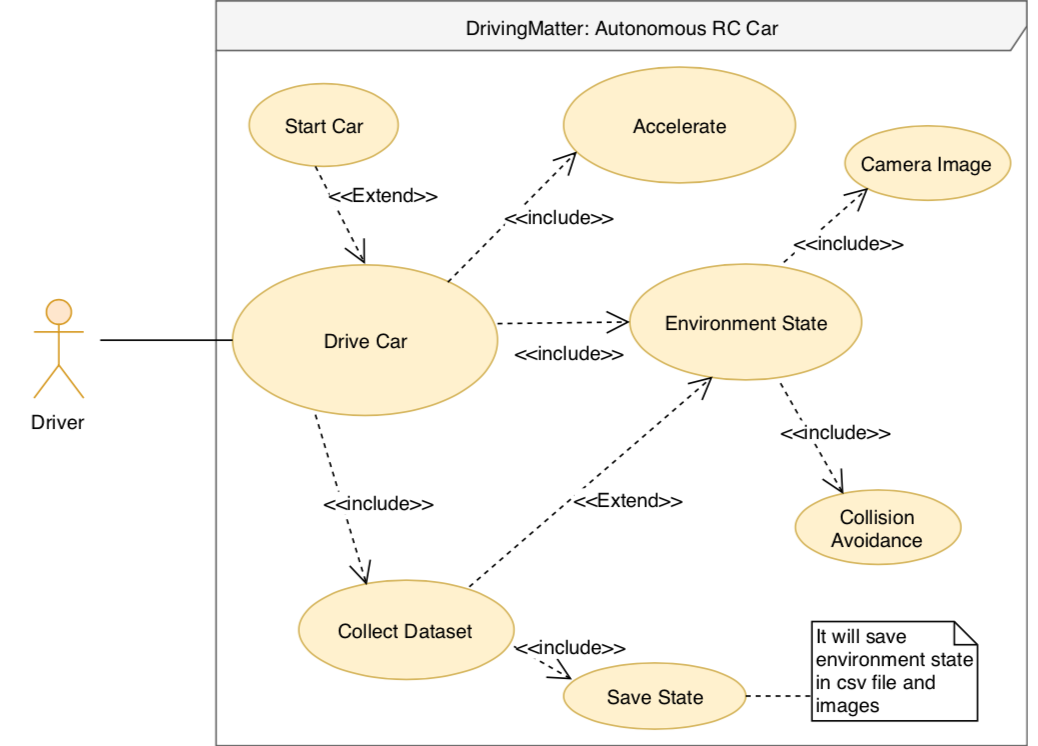 DrivingMatter: Autonomous RC Car
Start Car
Accelerate
Camera Image
<<Extend>>
<<include>>
<<include>>
Drive Car
Environment State
<<include>>
Driver
<<include>>
<<include>>
<<Extend>>
Collision
Avoidance
Collect Dataset
<<include>>
Save State
It will save
environment state
in csv file and
images